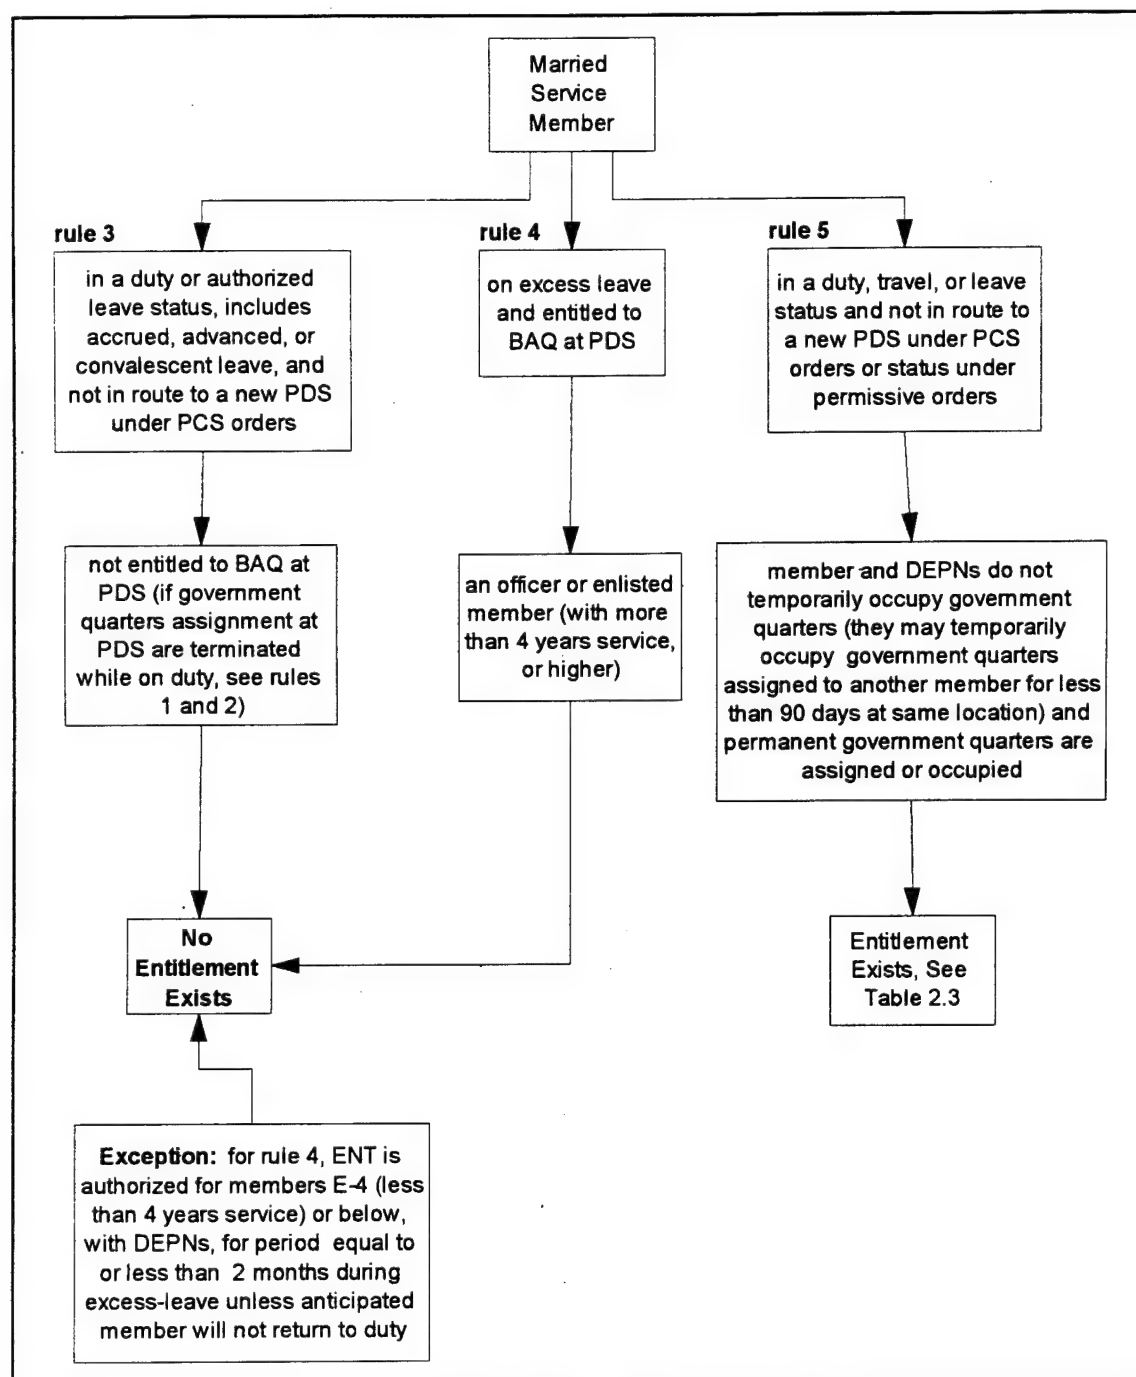 Married
Service
Member
rule 3
in a duty or authorized
leave status, includes
accrued, advanced, or
convalescent leave, and
not in route to a new PDS
under PCS orders
not entitled to BAQ at
PDS (if government
quarters assignment at
PDS are terminated
while on duty, see rules
1 and 2)
rule 4
on excess leave
and entitled to
BAQ at PDS
an officer or enlisted
member (with more
than 4 years service,
or higher)
No
Entitlement
Exists
Exception: for rule 4, ENT is
authorized for members E-4 (less
than 4 years service) or below,
with DEPNs, for period equal to
or less than 2 months during
excess-leave unless anticipated
member will not return to duty
rule 5
in a duty, travel, or leave
status and not in route to
a new PDS under PCS
orders or status under
permissive orders
member and DEPNs do not
temporarily occupy government
quarters (they may temporarily
occupy government quarters
assigned to another member for less
than 90 days at same location) and
permanent government quarters are
assigned or occupied
Entitlement
Exists, See
Table 2.3